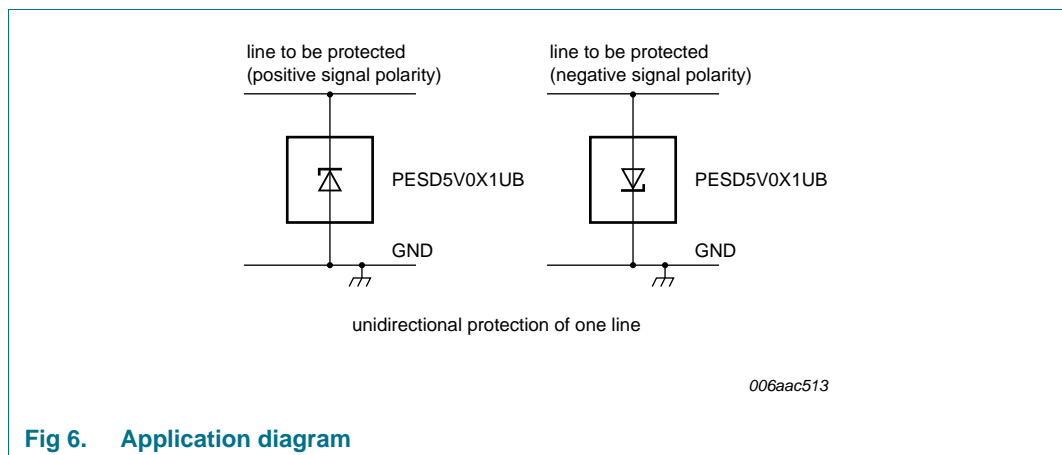 line to be protected
(positive signal polarity)
PESD5V0X1UB
GND
line to be protected
(negative signal polarity)
PESD5V0X1UB
GND
unidirectional protection of one line
006aac513
Fig 6. Application diagram